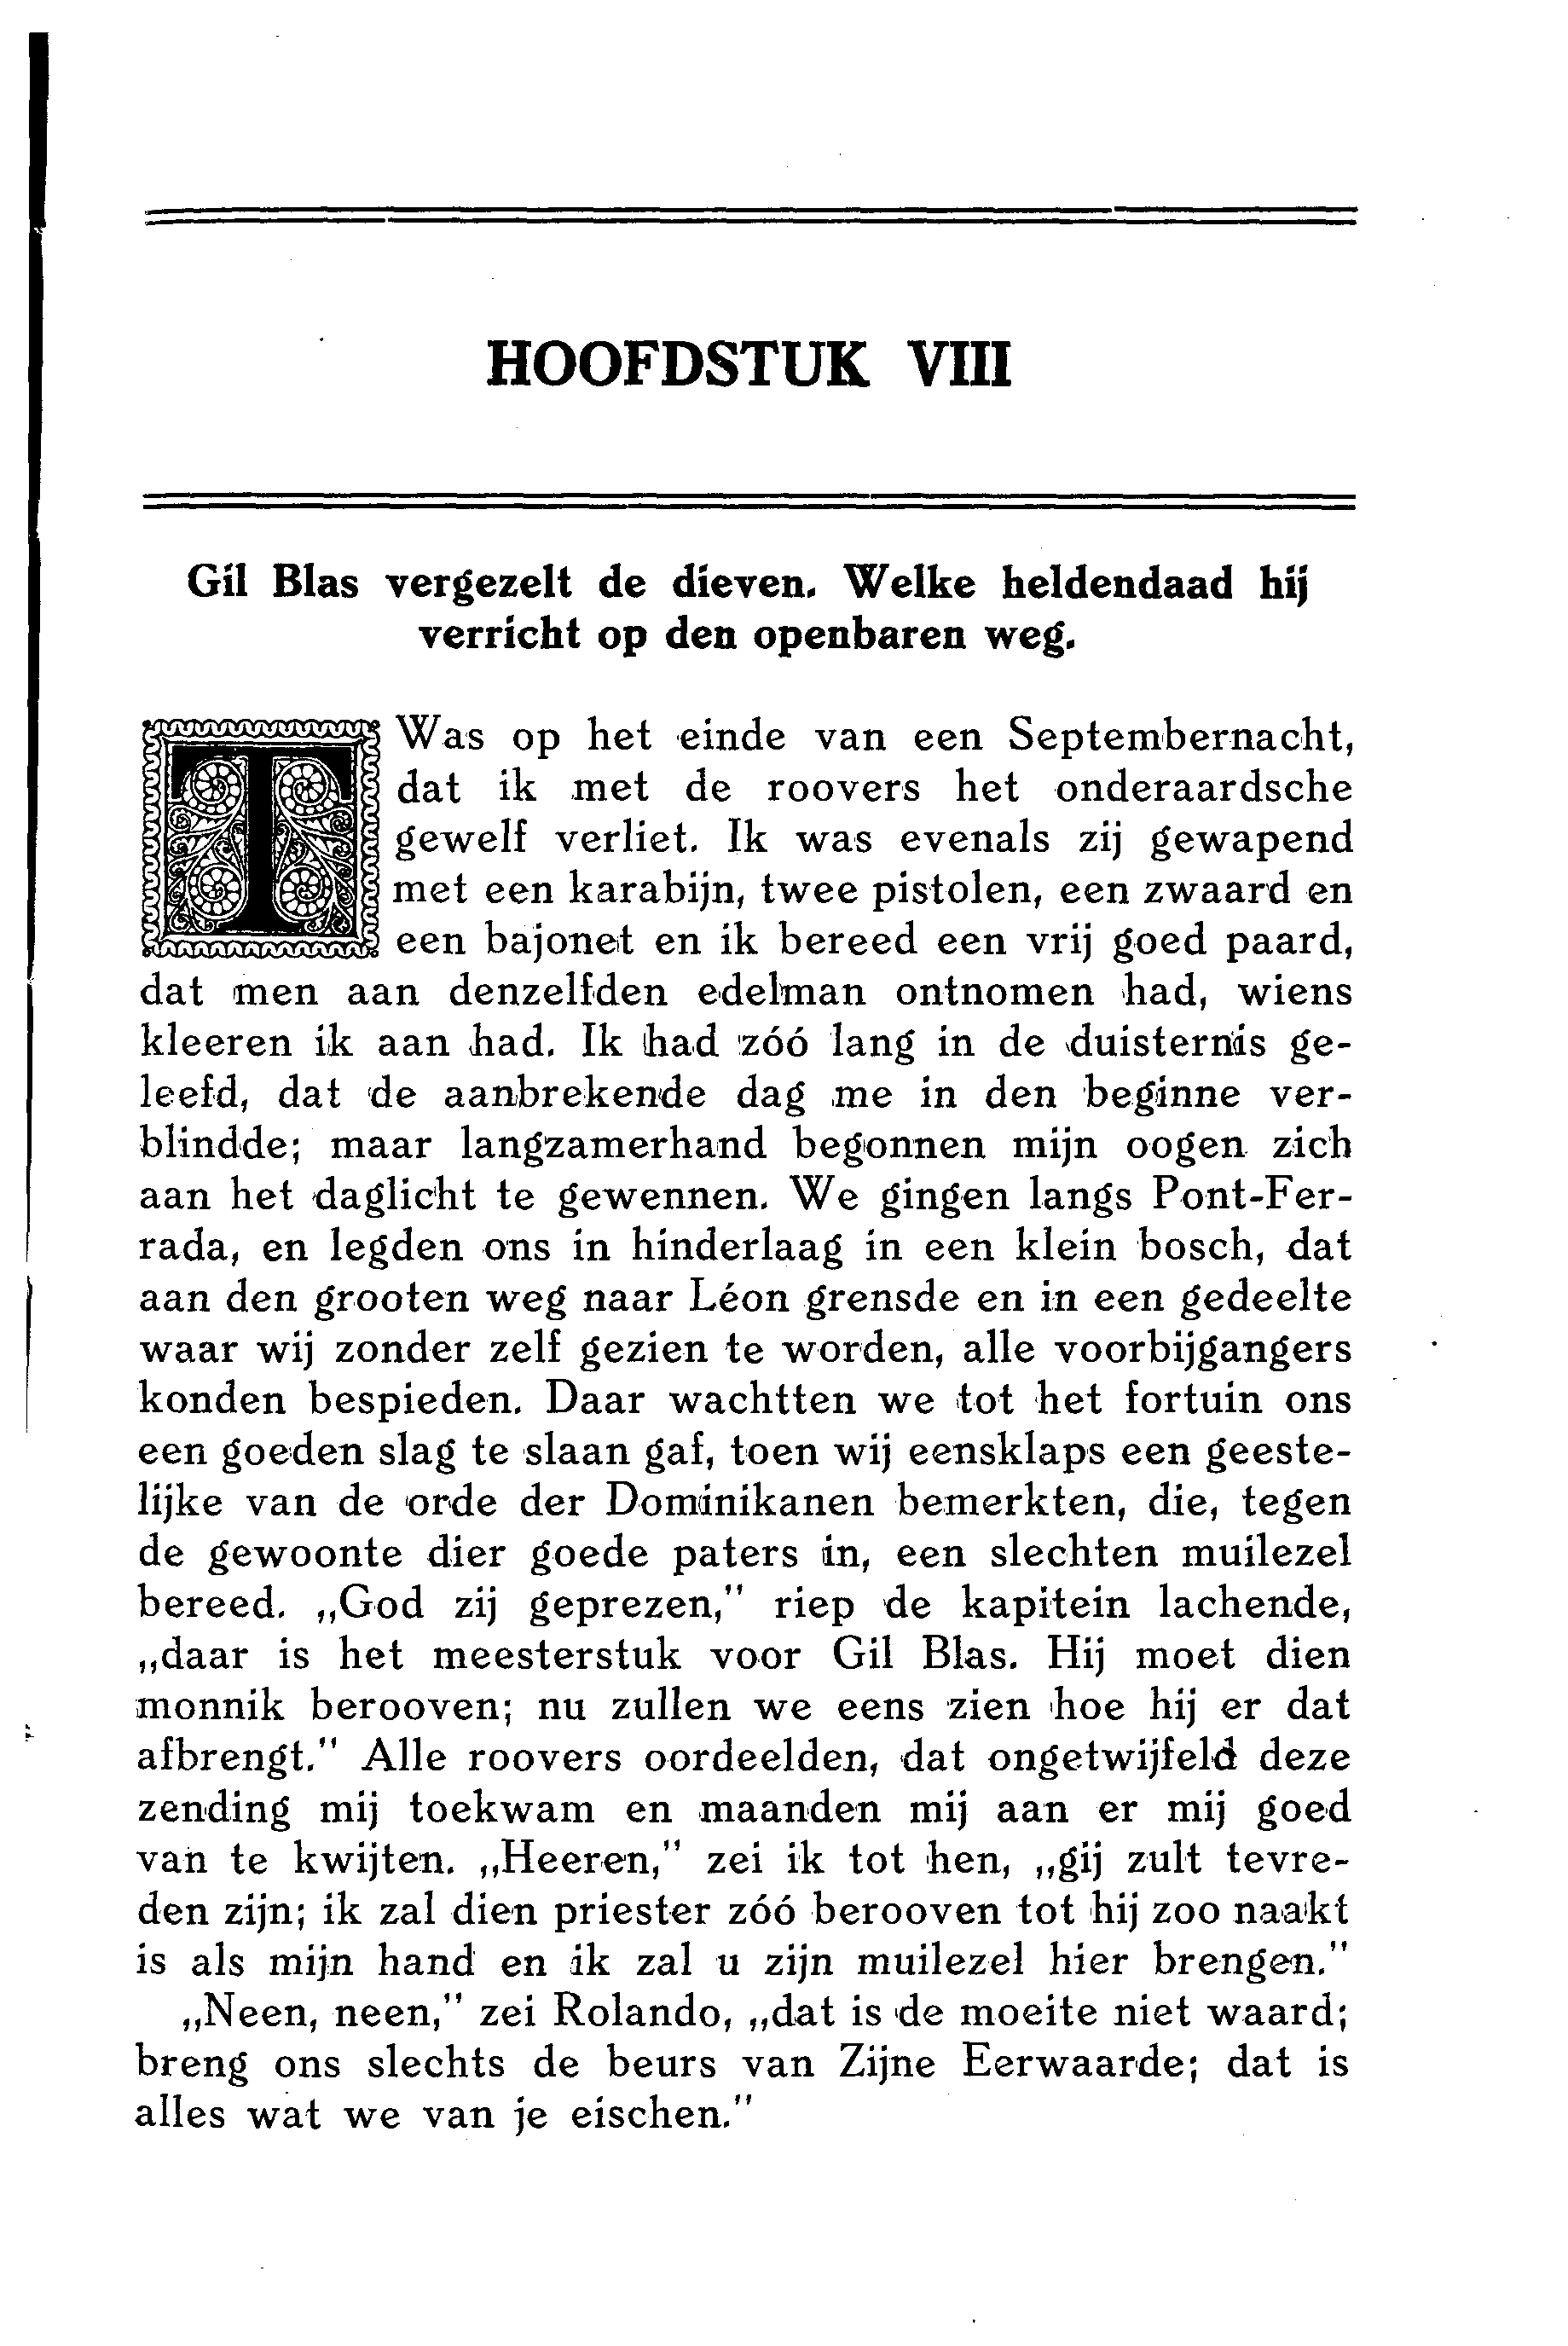 HOOFDSTUK VIII
Gil Blas vergezelt de dieven. Welke heldendaad hij
verricht op den openbaren weg.
TWas op het einde van een Septembernacht,
dat ik met de roovers het onderaardsche
gewelf verliet. Ik was evenals zij gewapend
met een karabijn, twee pistolen, een zwaard en
een bajonet en ik bereed een vrij goed paard,
dat men aan denzelfden edelman ontnomen had, wiens
kleeren ik aan had. Ik had zóó lang in de duisternis ge-
leefd, dat de aanbrekende dag me in den beginne ver-
blindde; maar langzamerhand begonnen mijn oogen zich
aan het daglicht te gewennen. We gingen langs Pont-Fer-
rada, en legden ons in hinderlaag in een klein bosch, dat
aan den grooten weg naar Léon grensde en in een gedeelte
waar wij zonder zelf gezien te worden, alle voorbijgangers
konden bespieden. Daar wachtten we tot het fortuin ons
een goeden slag te slaan gaf, toen wij eensklaps een geeste-
lijke van de orde der Dominikanen bemerkten, die, tegen
de gewoonte dier goede paters in, een slechten muilezel
bereed. „God zij geprezen," riep de kapitein lachende,
„daar is het meesterstuk voor Gil Blas. Hij moet dien
monnik berooven; nu zullen we eens zien hoe hij er dat
afbrengt." Alle roovers oordeelden, dat ongetwijfeld deze
zending mij toekwam en maanden mij aan er mij goed
van te kwijten. „Heeren," zei ik tot hen, „gij zult tevre-
den zijn; ik zal dien priester zóó berooven tot hij zoo naakt
is als mijn hand en ik zal u zijn muilezel hier brengen."
„Neen, neen," zei Rolando, „dat is de moeite niet waard;
breng ons slechts de beurs van Zijne Eerwaarde; dat is
alles wat we van je eischen."